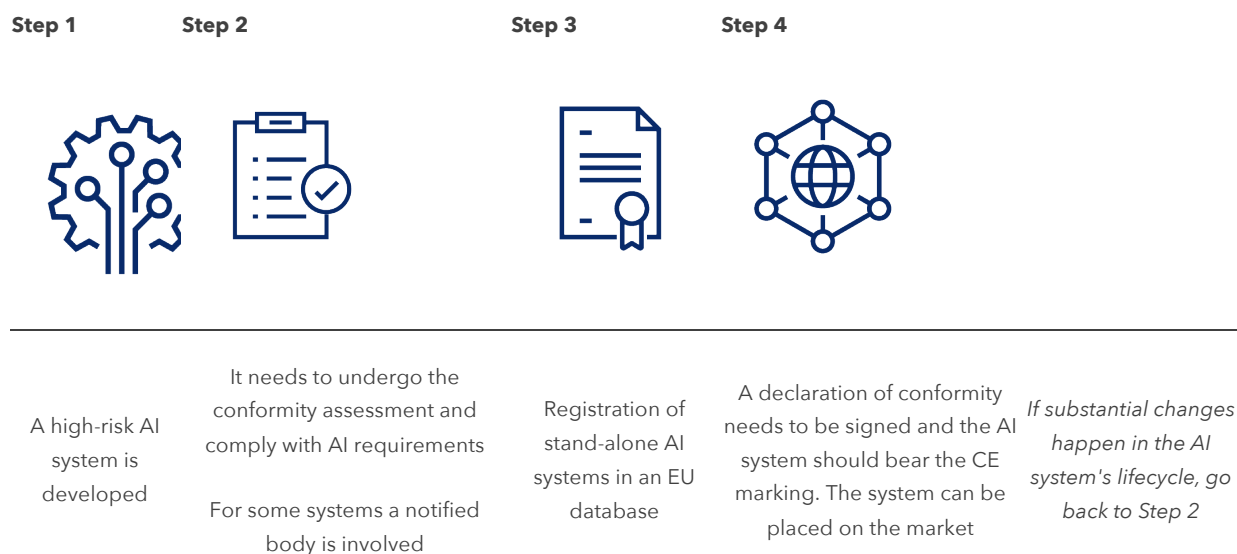 Step 1
Step 2
Step 3
Step 4
A high-risk AI
system is
developed
It needs to undergo the
conformity assessment and
comply with AI requirements
For some systems a notified
body is involved
Registration of
stand-alone AI
systems in an EU
database
A declaration of conformity
needs to be signed and the AI
system should bear the CE
marking. The system can be
placed on the market
If substantial changes
happen in the AI
system's lifecycle, go
back to Step 2